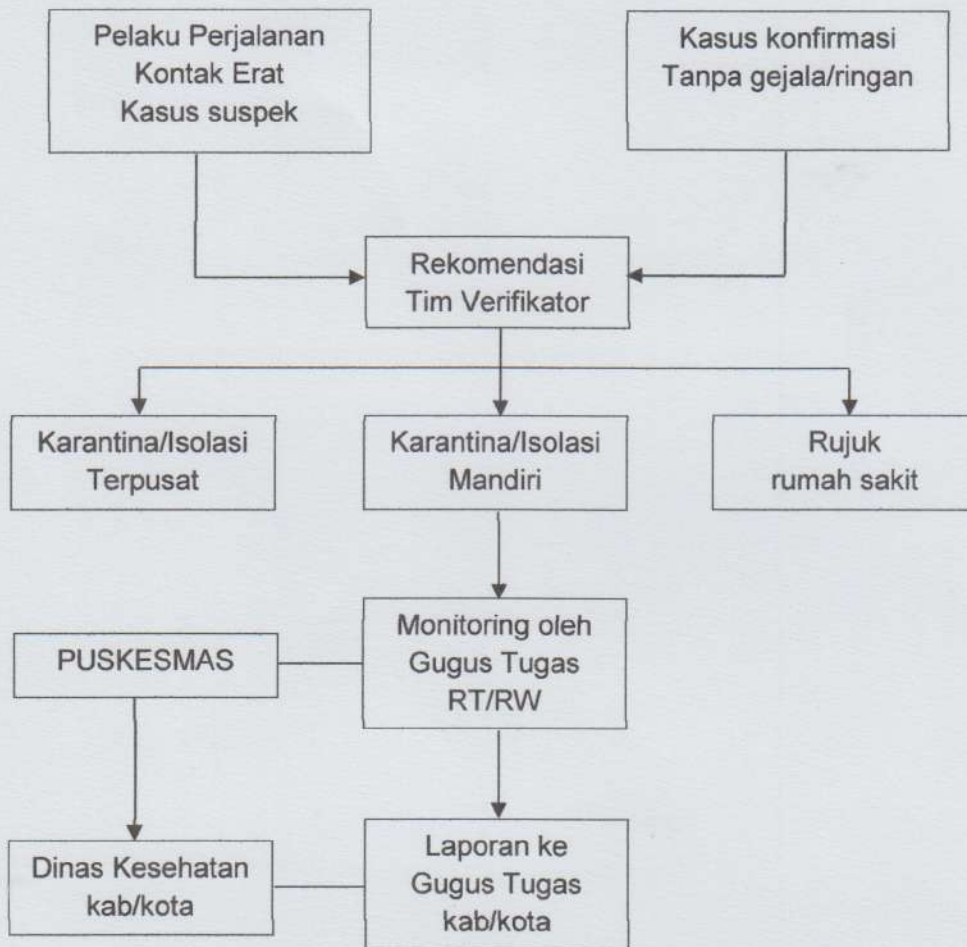 Pelaku Perjalanan
Kontak Erat
Kasus suspek
Kasus konfirmasi
Tanpa gejala/ringan
Rekomendasi
Tim Verifikator
Karantina/Isolasi
Terpusat
Karantina/Isolasi
Mandiri
Rujuk
rumah sakit
Monitoring oleh
Gugus Tugas
RT/RW
PUSKESMAS
Dinas Kesehatan
kab/kota
Laporan ke
Gugus Tugas
kab/kota